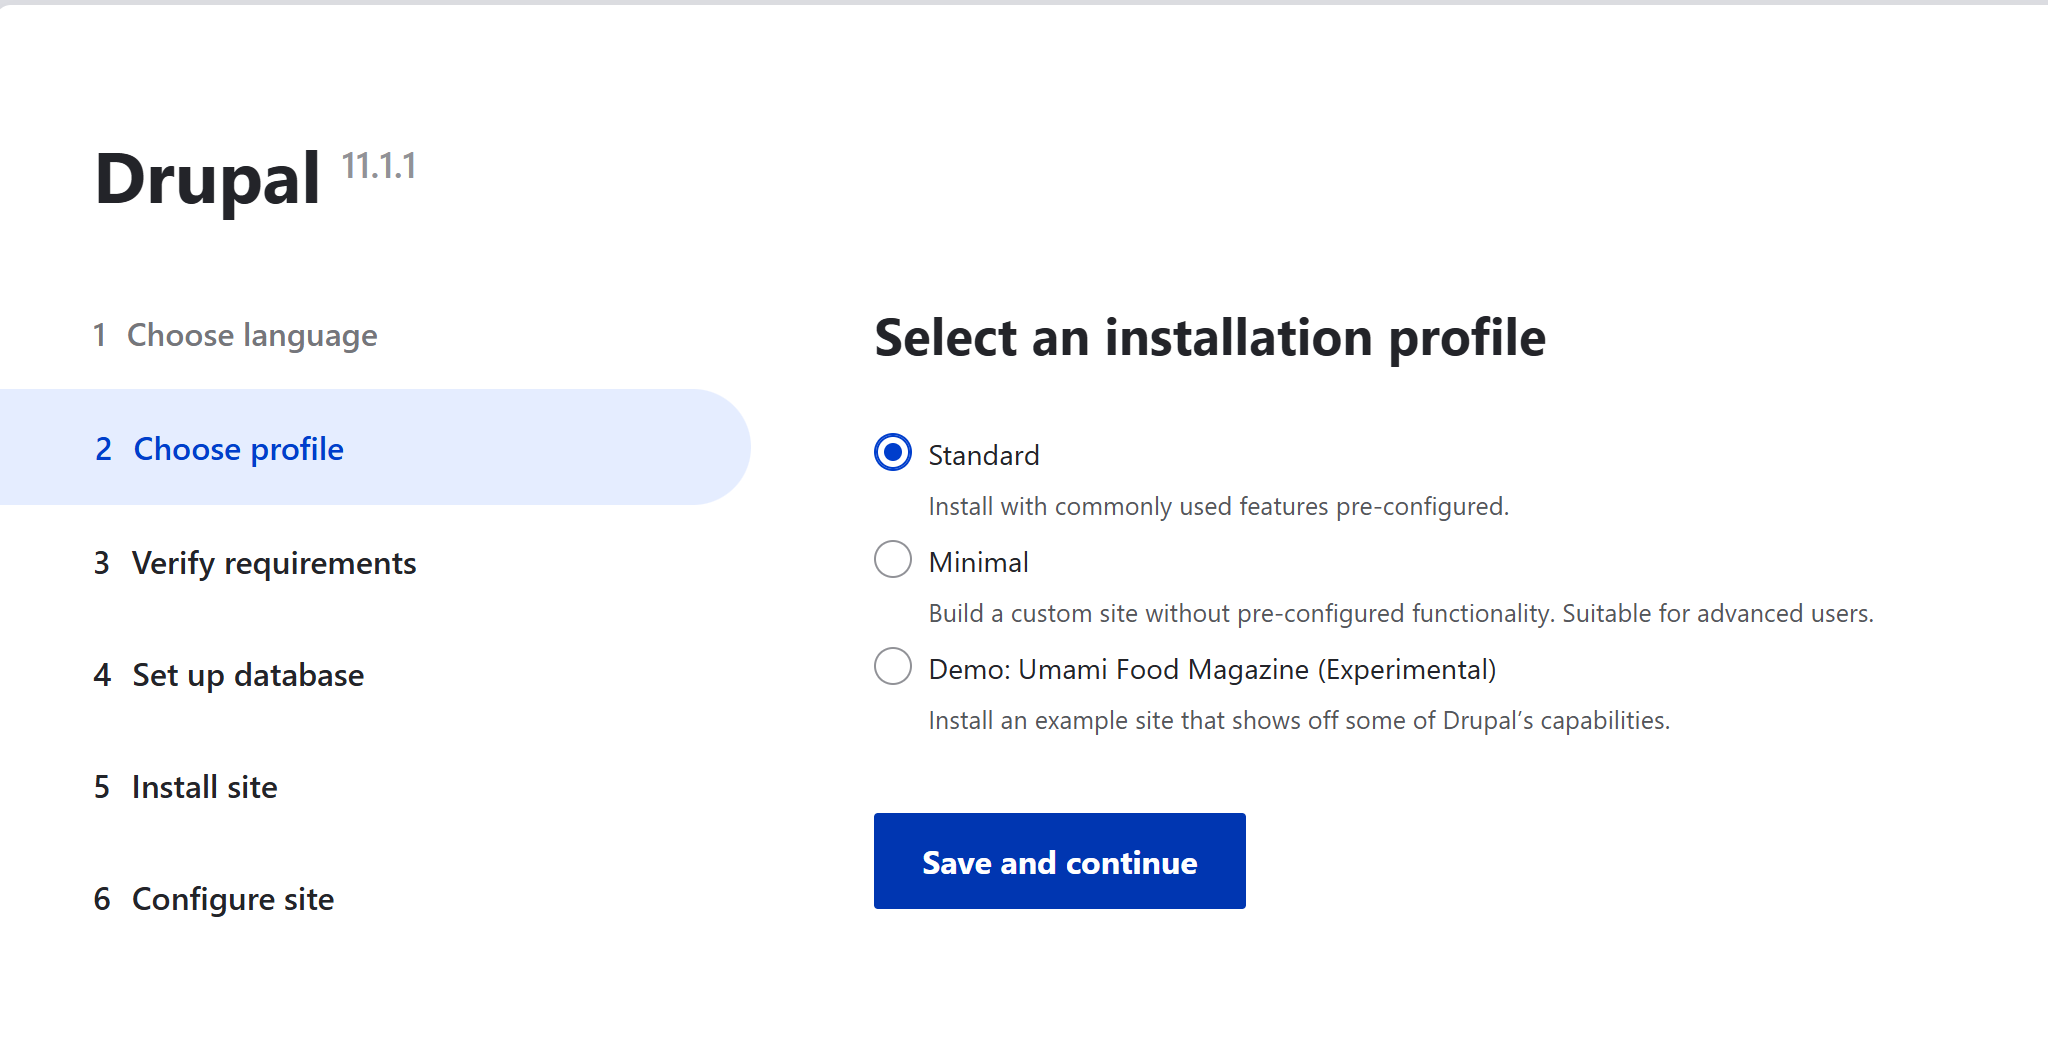 Drupal 11.1.1
1 Choose language
2 Choose profile
3 Verify requirements
4 Set up database
5 Install site
6 Configure site
Select an installation profile
Standard
Install with commonly used features pre-configured.
Minimal
Build a custom site without pre-configured functionality. Suitable for advanced users.
Demo: Umami Food Magazine (Experimental)
Install an example site that shows off some of Drupal’s capabilities.
Save and continue